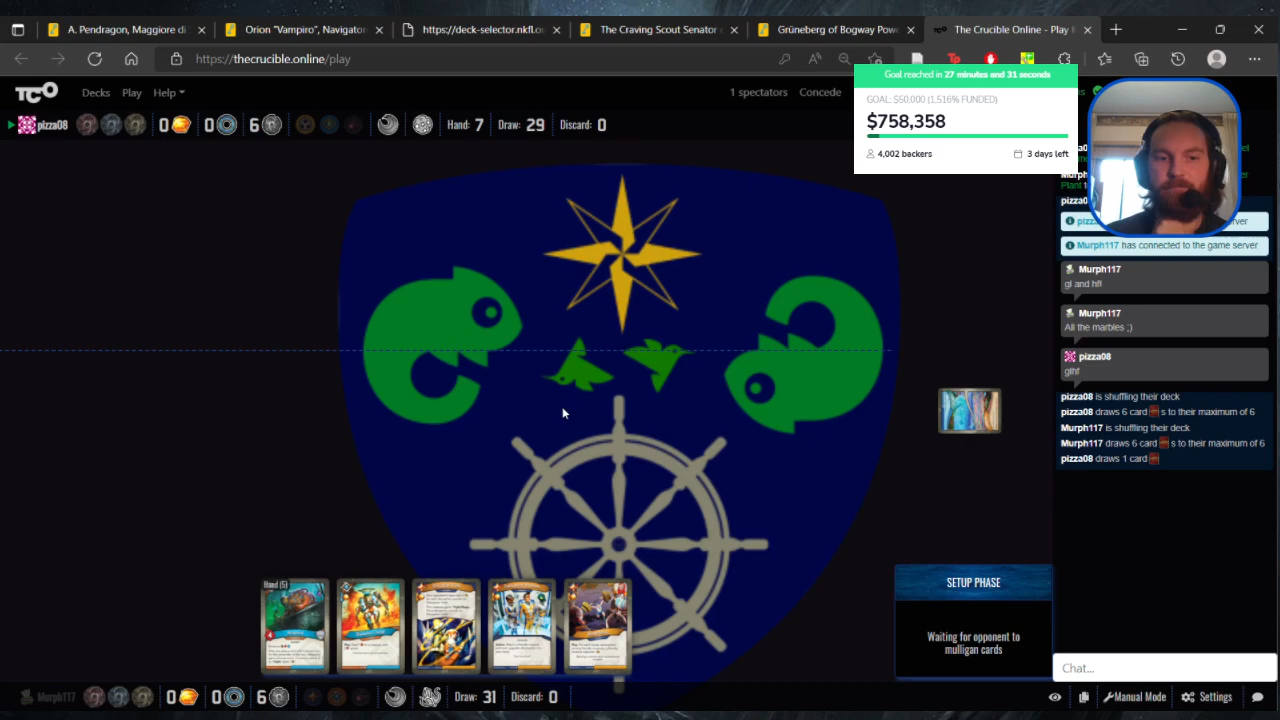 A. Pendragon, Maggiore di
Orion "Vampiro", Navigator
https://deck-selector.nkfl.or
The Craving Scout Senator
Grüneberg of Bogway Pow
The Crucible Online - Play
https://thecrucible.online/play
TCO
Decks
Play
Help
1 spectators
Concede
pizza08
0
0
6
Hand: 7
Draw: 29
Discard: 0
Goal reached in 27 minutes and 31 seconds
GOAL: $50,000 (1,516% FUNDED)
$758,358
4,002 backers
3 days left
Murph117 has connected to the game server
Murph117
gl and hf!
Murph117
All the marbles ;)
pizza08
glhf
pizza08 is shuffling their deck
pizza08 draws 6 card s to their maximum of 6
Murph117 is shuffling their deck
Murph117 draws 6 card s to their maximum of 6
pizza08 draws 1 card
Hand (5)
SETUP PHASE
Waiting for opponent to
mulligan cards
Chat...
Murph117
0
0
6
Draw: 31
Discard: 0
Manual Mode
Settings